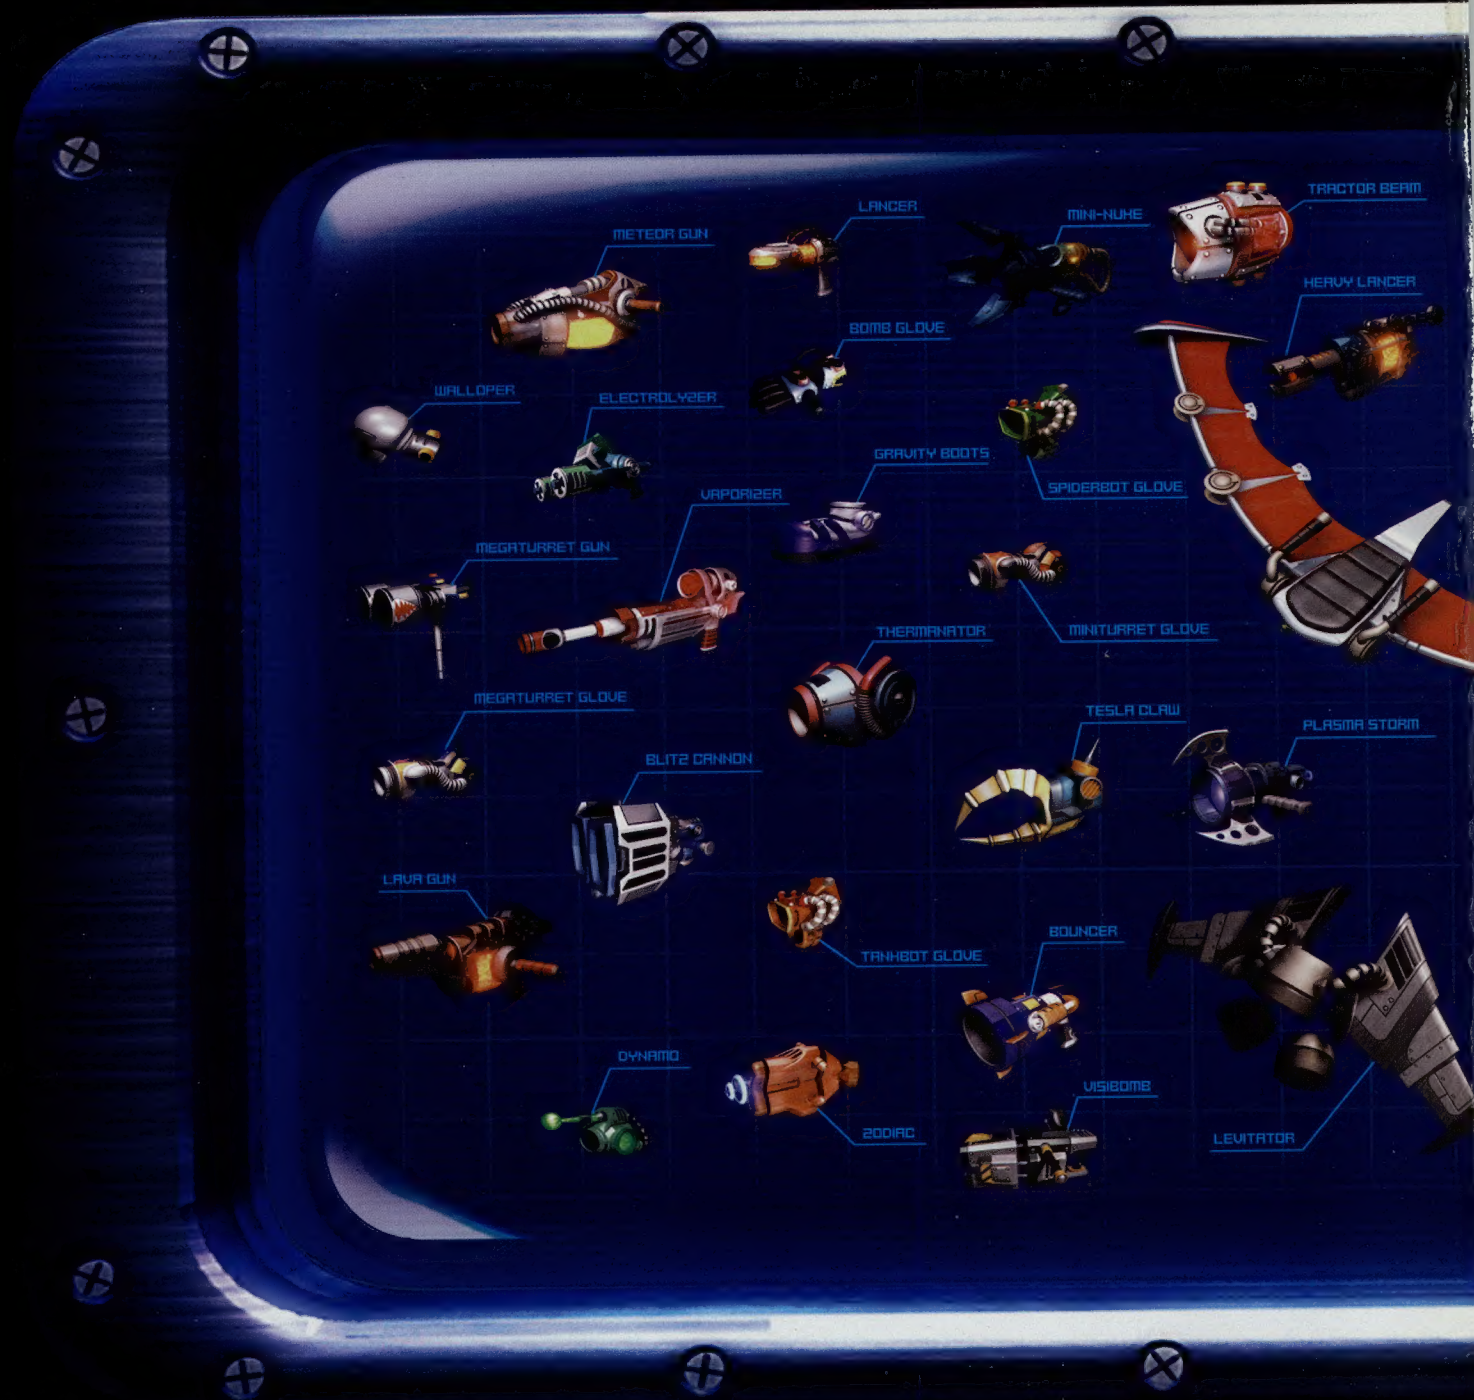 TRACTOR BEAM
LANCER
MINI-NUKE
METEOR GUN
HEAVY LANCER
BOMB GLOVE
WALLOPER
ELECTROLYZER
GRAVITY BOOTS
SPIDERBOT GLOVE
VAPORIZER
MEGATURRET GUN
THERMANATOR
MINITURRET GLOVE
MEGATURRET GLOVE
TESLA CLAW
PLASMA STORM
BLITZ CANNON
LAVA GUN
BOUNCER
TANKBOT GLOVE
DYNAMO
VISIBOMB
ZODIAC
LEVITATOR